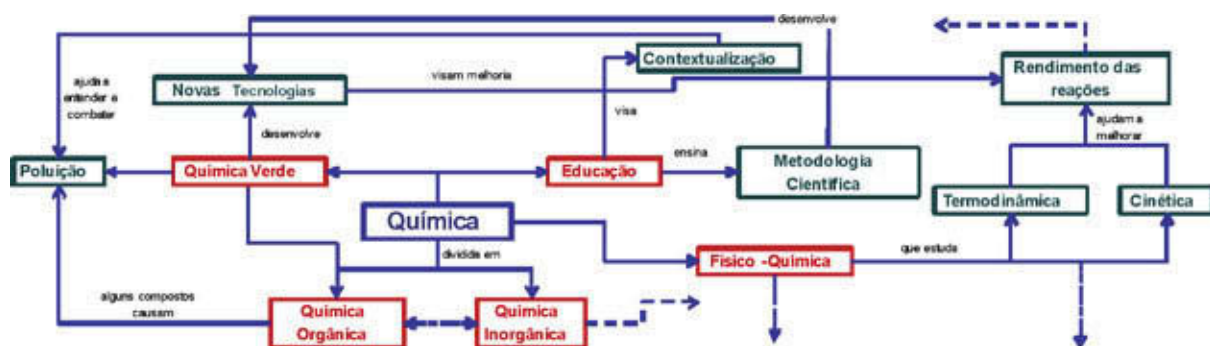 desenvolve
Contextualização
ajuda a
entender e
combater
Novas Tecnologias
visam melhoria
Rendimento das
reações
visa
desenvolve
ajudam a
melhorar
ensina
Poluição
Química Verde
Educação
Metodologia
Científica
Termodinâmica
Cinética
Química
dividida em
que estuda
Físico -Química
alguns compostos
causam
Química
Orgânica
Química
Inorgânica